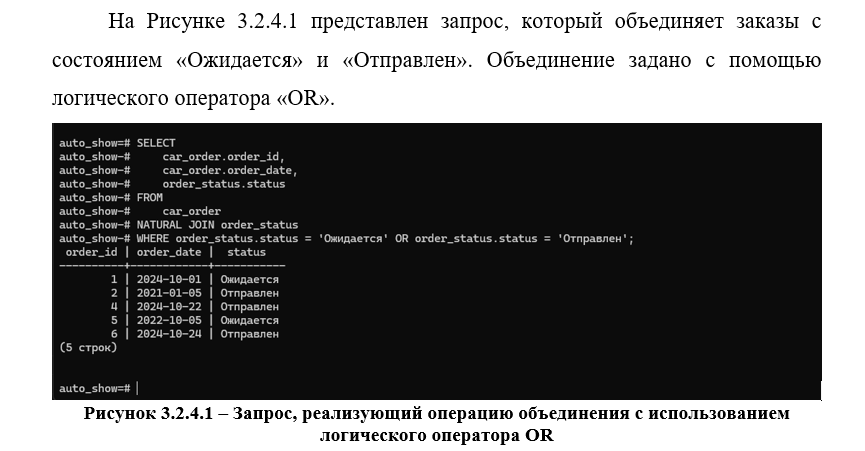 На Рисунке 3.2.4.1 представлен запрос, который объединяет заказы с
состоянием «Ожидается» и «Отправлен». Объединение задано с помощью
логического оператора «OR».
auto_show=# SELECT
auto_show-#     car_order.order_id,
auto_show-#     car_order.order_date,
auto_show-#     order_status.status
auto_show-# FROM
auto_show-#     car_order
auto_show-# NATURAL JOIN order_status
auto_show-# WHERE order_status.status = 'Ожидается' OR order_status.status = 'Отправлен';
 order_id | order_date |  status
----------+------------+-----------
        1 | 2024-10-01 | Ожидается
        2 | 2021-01-05 | Отправлен
        4 | 2024-10-22 | Отправлен
        5 | 2022-10-05 | Ожидается
        6 | 2024-10-24 | Отправлен
(5 строк)
auto_show=#
Рисунок 3.2.4.1 – Запрос, реализующий операцию объединения с использованием
логического оператора OR